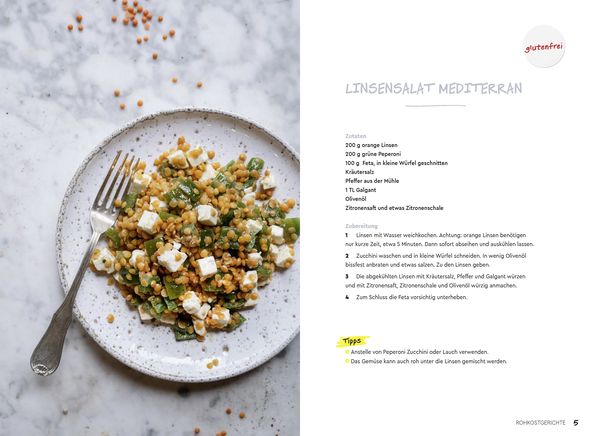 glutenfrei
LINSENSALAT MEDITERRAN
Zutaten
200 g orange Linsen
200 g grüne Peperoni
100 g  Feta, in kleine Würfel geschnitten
Kräutersalz
Pfeffer aus der Mühle
1 TL Galgant
Olivenöl
Zitronensaft und etwas Zitronenschale
Zubereitung
1 Linsen mit Wasser weichkochen. Achtung: orange Linsen benötigen
nur kurze Zeit, etwa 5 Minuten. Dann sofort abseihen und auskühlen lassen.
2 Zucchini waschen und in kleine Würfel schneiden. In wenig Olivenöl
bissfest anbraten und etwas salzen. Zu den Linsen geben.
3 Die abgekühlten Linsen mit Kräutersalz, Pfeffer und Galgant würzen
und mit Zitronensaft, Zitronenschale und Olivenöl würzig anmachen.
4 Zum Schluss die Feta vorsichtig unterheben.
Tipps
Anstelle von Peperoni Zucchini oder Lauch verwenden.
Das Gemüse kann auch roh unter die Linsen gemischt werden.
ROHKOSTGERICHTE 5